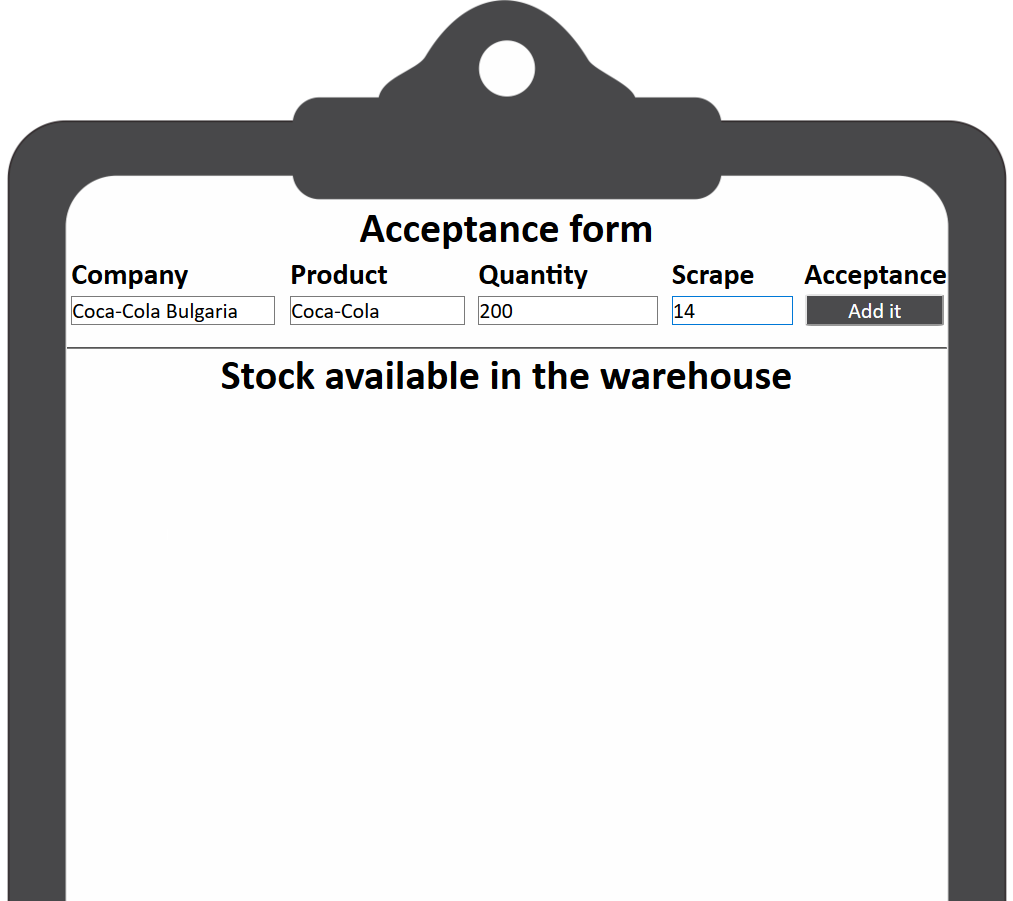 Acceptance form
Company Product Quantity Scrape Acceptance
Coca-Cola Bulgaria Coca-Cola 200 14 Add it
Stock available in the warehouse